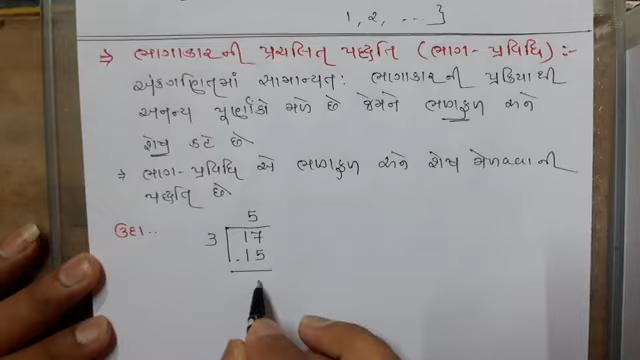 1, 2, ... }
⇒ ભાગાકારની પ્રચલિત પદ્ધતિ (ભાગ - પ્રવિધિ) :-
અંકગણિતમાં સામાન્યત: ભાગાકારની પ્રક્રિયાથી
અનન્ય પૂર્ણાંકો મળે છે જેમને ભાગફળ અને
શેષ કહે છે
→ ભાગ - પ્રવિધિ એ ભાગફળ અને શેષ મેળવવાની
પદ્ધતિ છે
ઉદા..
5
3 17
- 15